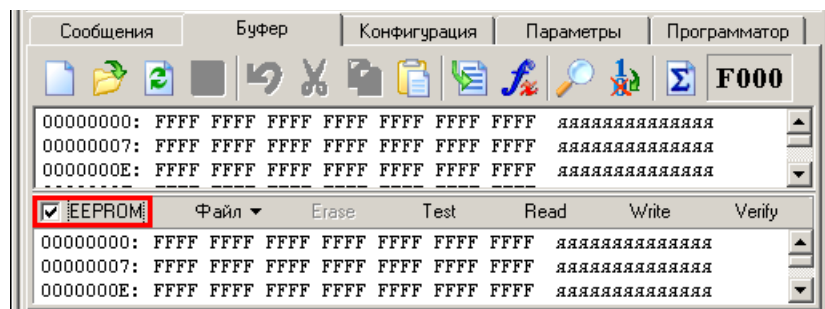 Сообщения Буфер Конфигурация Параметры Программатор
F000
00000000: FFFF FFFF FFFF FFFF FFFF FFFF FFFF яяяяяяяяяяяяяя
00000007: FFFF FFFF FFFF FFFF FFFF FFFF FFFF яяяяяяяяяяяяяя
0000000E: FFFF FFFF FFFF FFFF FFFF FFFF FFFF яяяяяяяяяяяяяя
EEPROM Файл Erase Test Read Write Verify
00000000: FFFF FFFF FFFF FFFF FFFF FFFF FFFF яяяяяяяяяяяяяя
00000007: FFFF FFFF FFFF FFFF FFFF FFFF FFFF яяяяяяяяяяяяяя
0000000E: FFFF FFFF FFFF FFFF FFFF FFFF FFFF яяяяяяяяяяяяяя